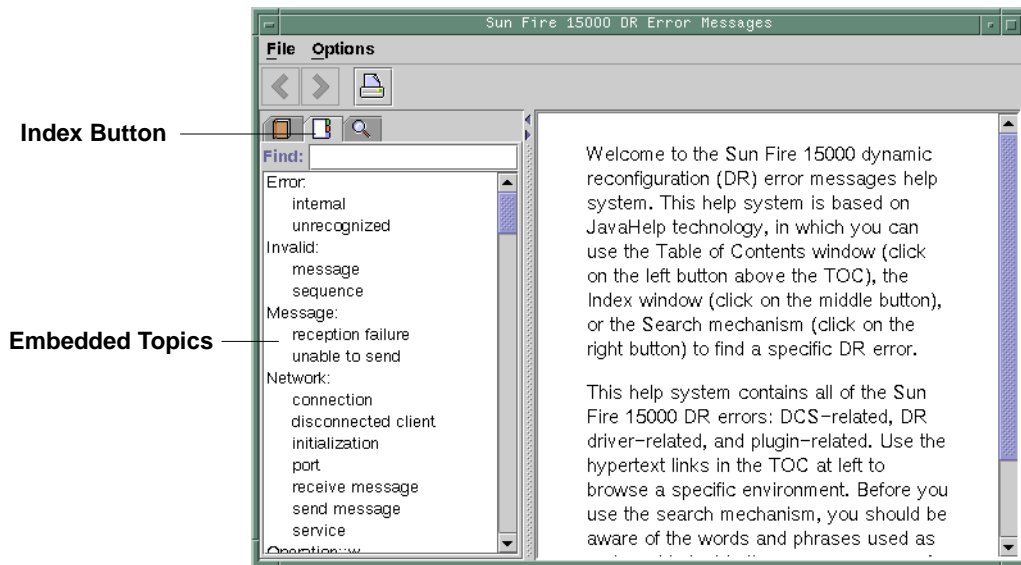 Sun Fire 15000 DR Error Messages
File Options
Index Button
Find:
Error:
internal
unrecognized
Invalid:
message
sequence
Message:
reception failure
unable to send
Embedded Topics
Network:
connection
disconnected client
initialization
port
receive message
send message
service
Operation::w
Welcome to the Sun Fire 15000 dynamic
reconfiguration (DR) error messages help
system. This help system is based on
JavaHelp technology, in which you can
use the Table of Contents window (click
on the left button above the TOC), the
Index window (click on the middle button),
or the Search mechanism (click on the
right button) to find a specific DR error.
This help system contains all of the Sun
Fire 15000 DR errors: DCS-related, DR
driver-related, and plugin-related. Use the
hypertext links in the TOC at left to
browse a specific environment. Before you
use the search mechanism, you should be
aware of the words and phrases used as